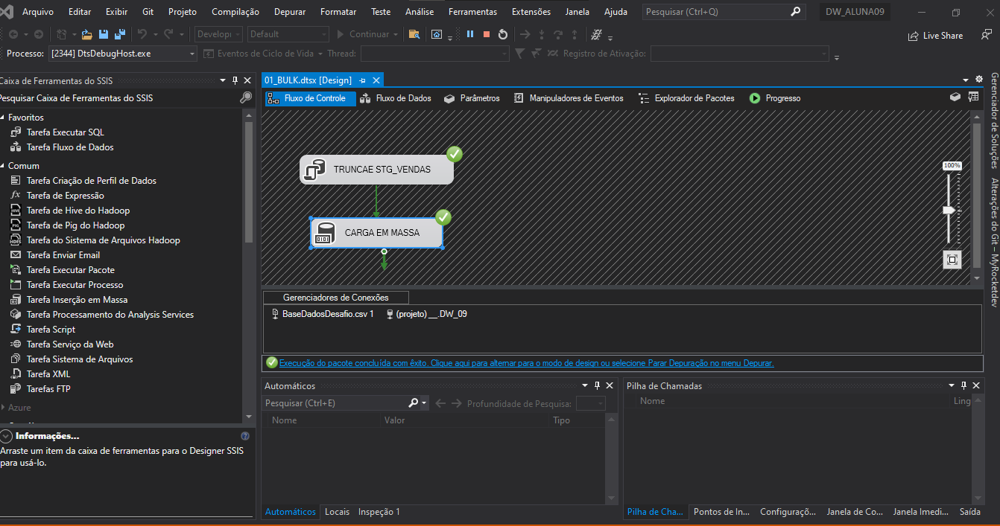 Arquivo Editar Exibir Git Projeto Compilação Depurar Formatar Teste Análise Ferramentas Extensões Janela Ajuda Pesquisar (Ctrl+Q) DW_ALUNA09
Develop Default Continuar Live Share
Processo: [2344] DtsDebugHost.exe Eventos de Ciclo de Vida Thread: Registro de Ativação:
Caixa de Ferramentas do SSIS
Pesquisar Caixa de Ferramentas do SSIS
Favoritos
Tarefa Executar SQL
Tarefa Fluxo de Dados
Comum
Tarefa Criação de Perfil de Dados
Tarefa de Expressão
Tarefa de Hive do Hadoop
Tarefa de Pig do Hadoop
Tarefa do Sistema de Arquivos Hadoop
Tarefa Enviar Email
Tarefa Executar Pacote
Tarefa Executar Processo
Tarefa Inserção em Massa
Tarefa Processamento do Analysis Services
Tarefa Script
Tarefa Serviço da Web
Tarefa Sistema de Arquivos
Tarefa XML
Tarefas FTP
Azure
Informações...
Arraste um item da caixa de ferramentas para o Designer SSIS
para usá-lo.
01_BULK.dtsx [Design]
Fluxo de Controle Fluxo de Dados Parâmetros Manipuladores de Eventos Explorador de Pacotes Progresso
TRUNCAE STG_VENDAS
CARGA EM MASSA
100%
Gerenciadores de Conexões
BaseDadosDesafio.csv 1 (projeto) __.DW_09
Execução do pacote concluída com êxito. Clique aqui para alternar para o modo de design ou selecione Parar Depuração no menu Depurar.
Automáticos
Pesquisar (Ctrl+E) Profundidade de Pesquisa:
Nome Valor Tipo
Automáticos Locais Inspeção 1
Pilha de Chamadas
Nome Ling
Pilha de Cha... Pontos de In... Configuraçõ... Janela de Co... Janela Imedi... Saída
Gerenciador de Soluções
Alterações do Git – MyRocketdev